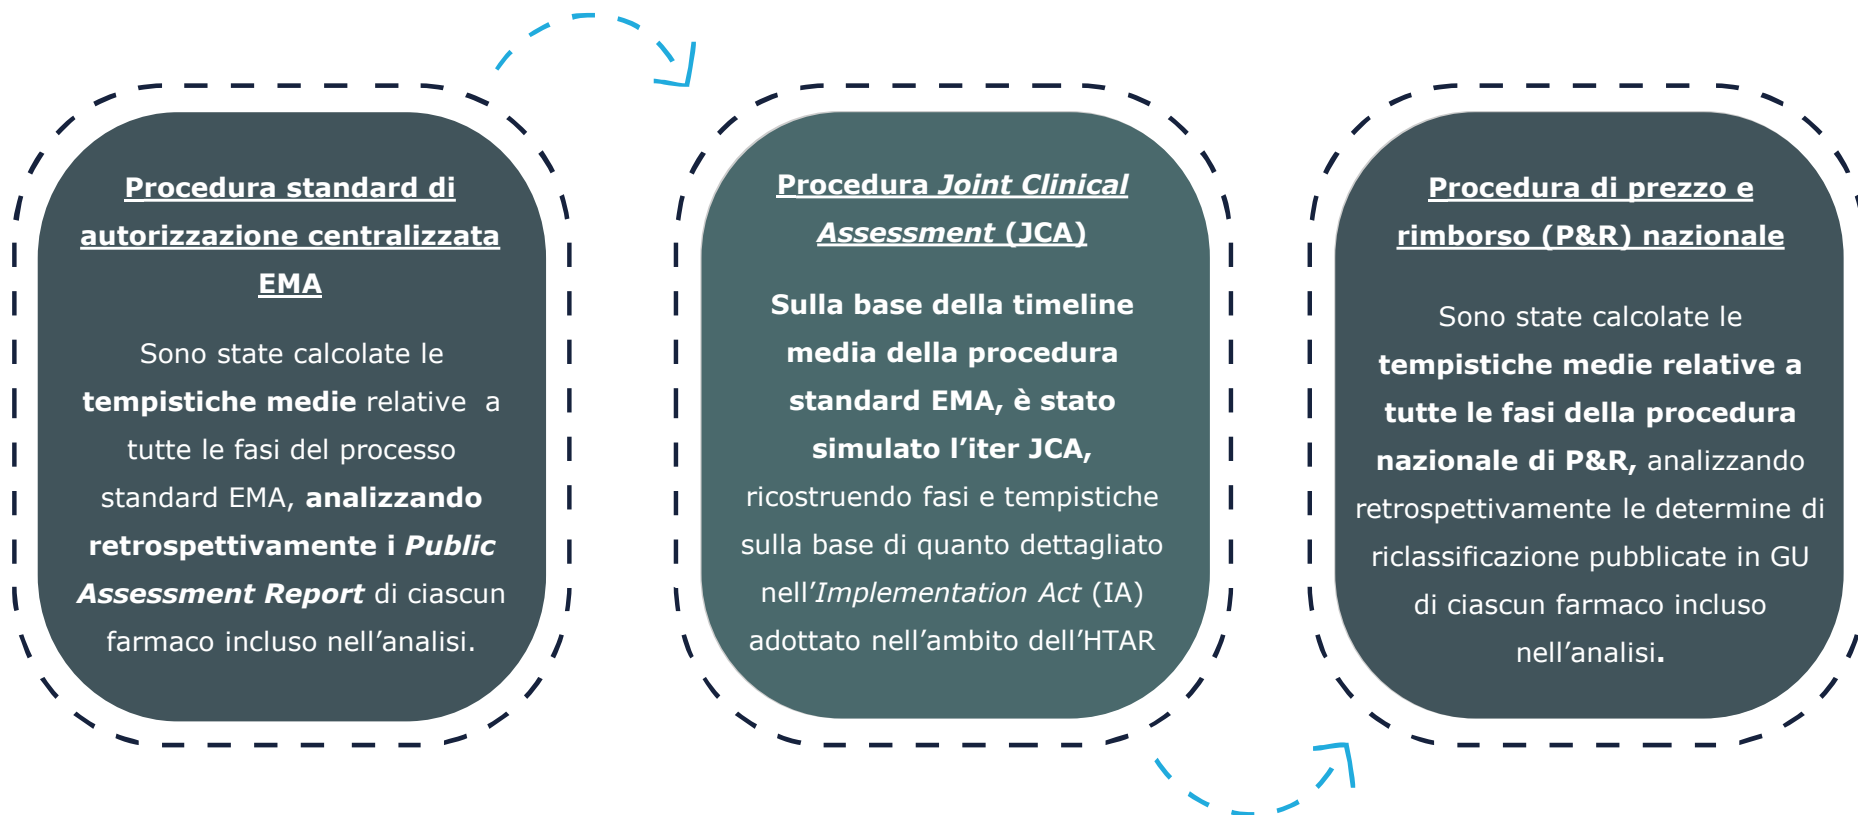 Procedura standard di
autorizzazione centralizzata
EMA
Sono state calcolate le
tempistiche medie relative a
tutte le fasi del processo
standard EMA, analizzando
retrospettivamente i Public
Assessment Report di ciascun
farmaco incluso nell’analisi.
Procedura Joint Clinical
Assessment (JCA)
Sulla base della timeline
media della procedura
standard EMA, è stato
simulato l’iter JCA,
ricostruendo fasi e tempistiche
sulla base di quanto dettagliato
nell’Implementation Act (IA)
adottato nell’ambito dell’HTAR
Procedura di prezzo e
rimborso (P&R) nazionale
Sono state calcolate le
tempistiche medie relative a
tutte le fasi della procedura
nazionale di P&R, analizzando
retrospettivamente le determine di
riclassificazione pubblicate in GU
di ciascun farmaco incluso
nell’analisi.